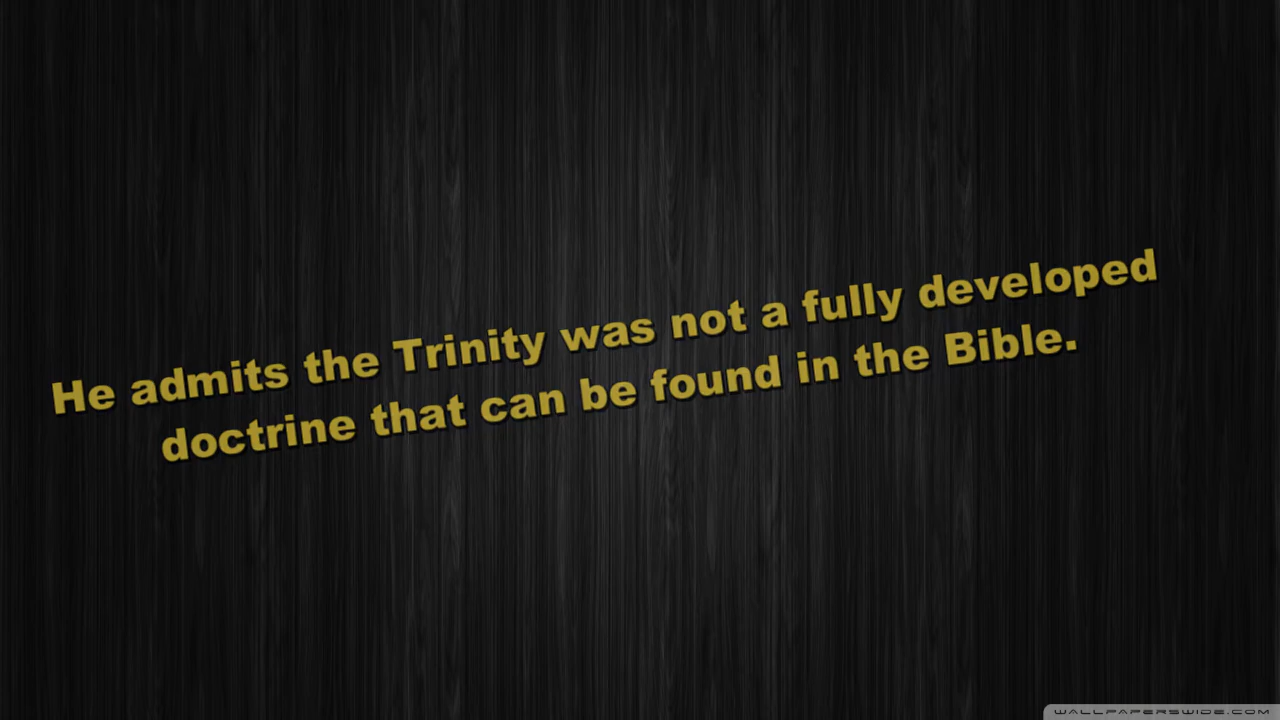 He admits the Trinity was not a fully developed
doctrine that can be found in the Bible.
WALLPAPERSWIDE.COM